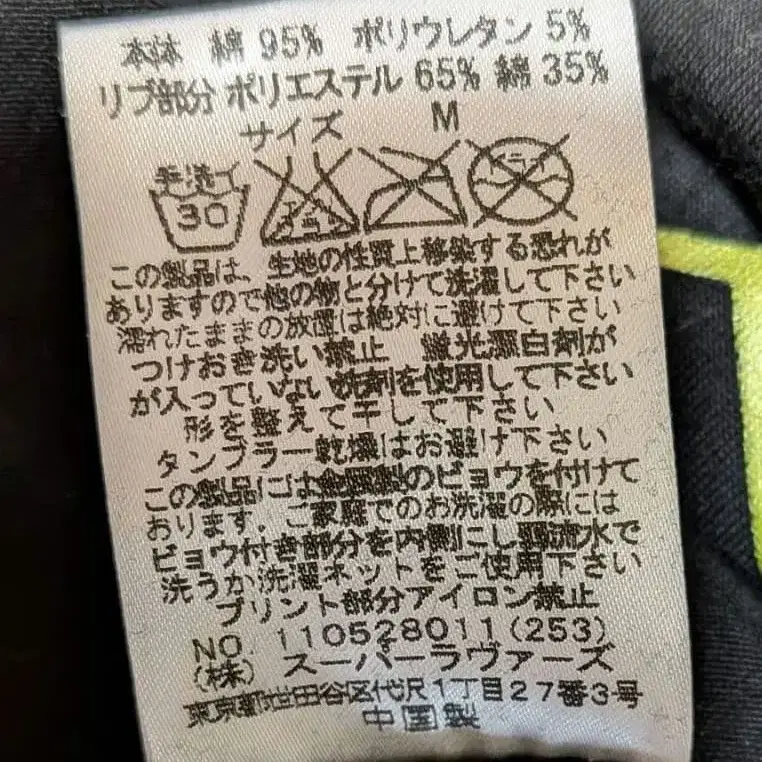 本体 綿 95% ポリウレタン 5%
リブ部分 ポリエステル 65% 綿 35%
サイズ M
手洗イ 30 エンソ ドライ
この製品は、生地の性質上移染する恐れが
ありますので他の物と分けて洗濯して下さい
濡れたままの放置は絶対に避けて下さい
つけおき洗い禁止 蛍光漂白剤が
が入っていない洗剤を使用して下さい
形を整えて干して下さい
タンブラー乾燥はお避け下さい
この製品には金属製のビョウを付けて
おります。ご家庭でのお洗濯の際には
ビョウ付き部分を内側にし弱流水で
洗うか洗濯ネットをご使用下さい
プリント部分アイロン禁止
NO. 110528011(253)
(株) スーパーラヴァーズ
東京都世田谷区代沢1丁目27番3号
中国製